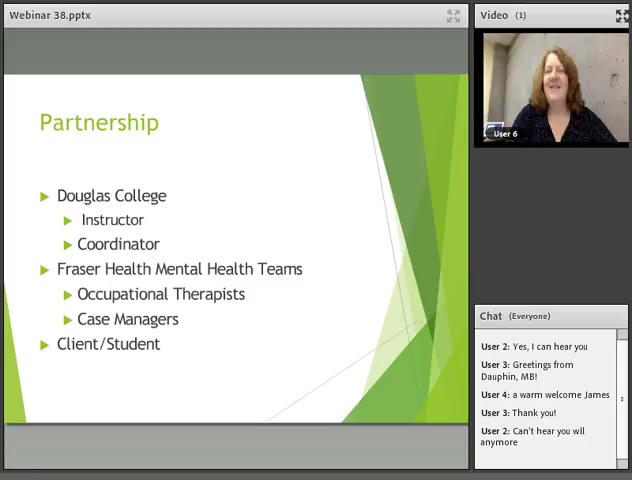 Webinar 38.pptx
Partnership
Douglas College
Instructor
Coordinator
Fraser Health Mental Health Teams
Occupational Therapists
Case Managers
Client/Student
Video (1)
User 6
Chat (Everyone)
User 2: Yes, I can hear you
User 3: Greetings from
Dauphin, MB!
User 4: a warm welcome James
User 3: Thank you!
User 2: Can't hear you wll
anymore